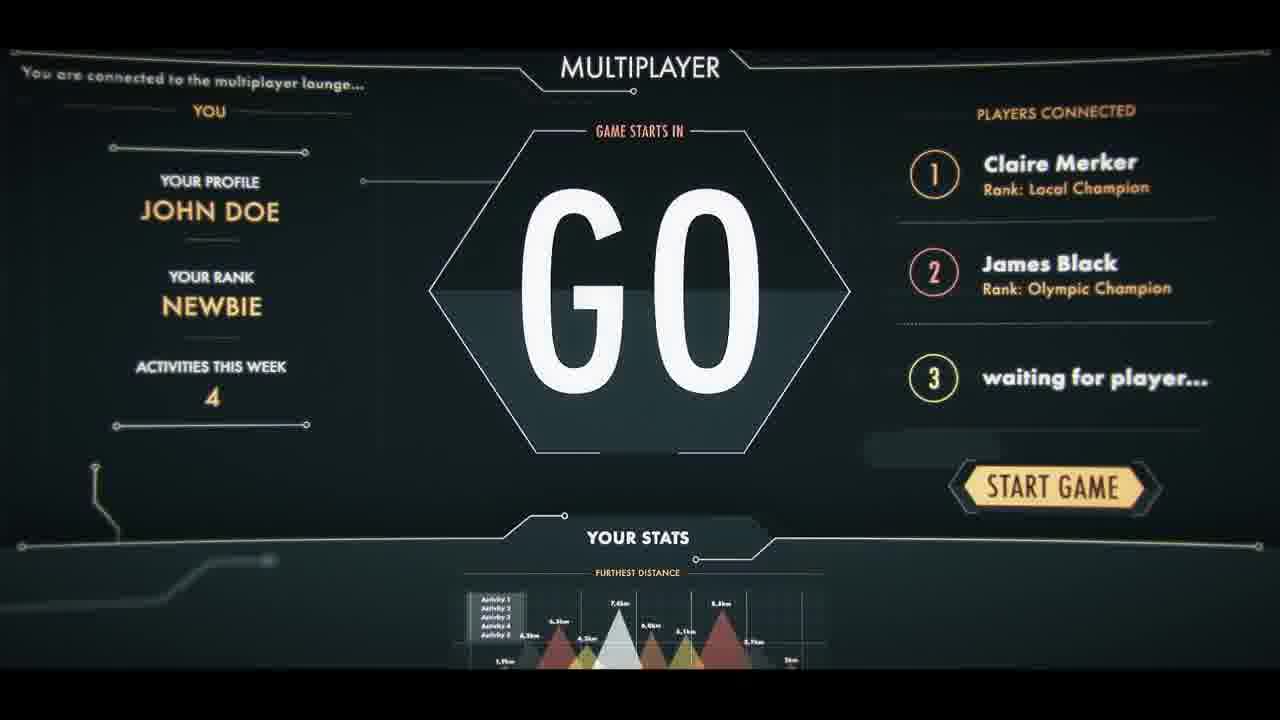 MULTIPLAYER
You are connected to the multiplayer lounge...
YOU
YOUR PROFILE
JOHN DOE
YOUR RANK
NEWBIE
ACTIVITIES THIS WEEK
4
GAME STARTS IN
GO
PLAYERS CONNECTED
1 Claire Merker
Rank: Local Champion
2 James Black
Rank: Olympic Champion
3 waiting for player...
START GAME
YOUR STATS
FURTHEST DISTANCE
Activity 1
Activity 2
Activity 3
Activity 4
Activity 5